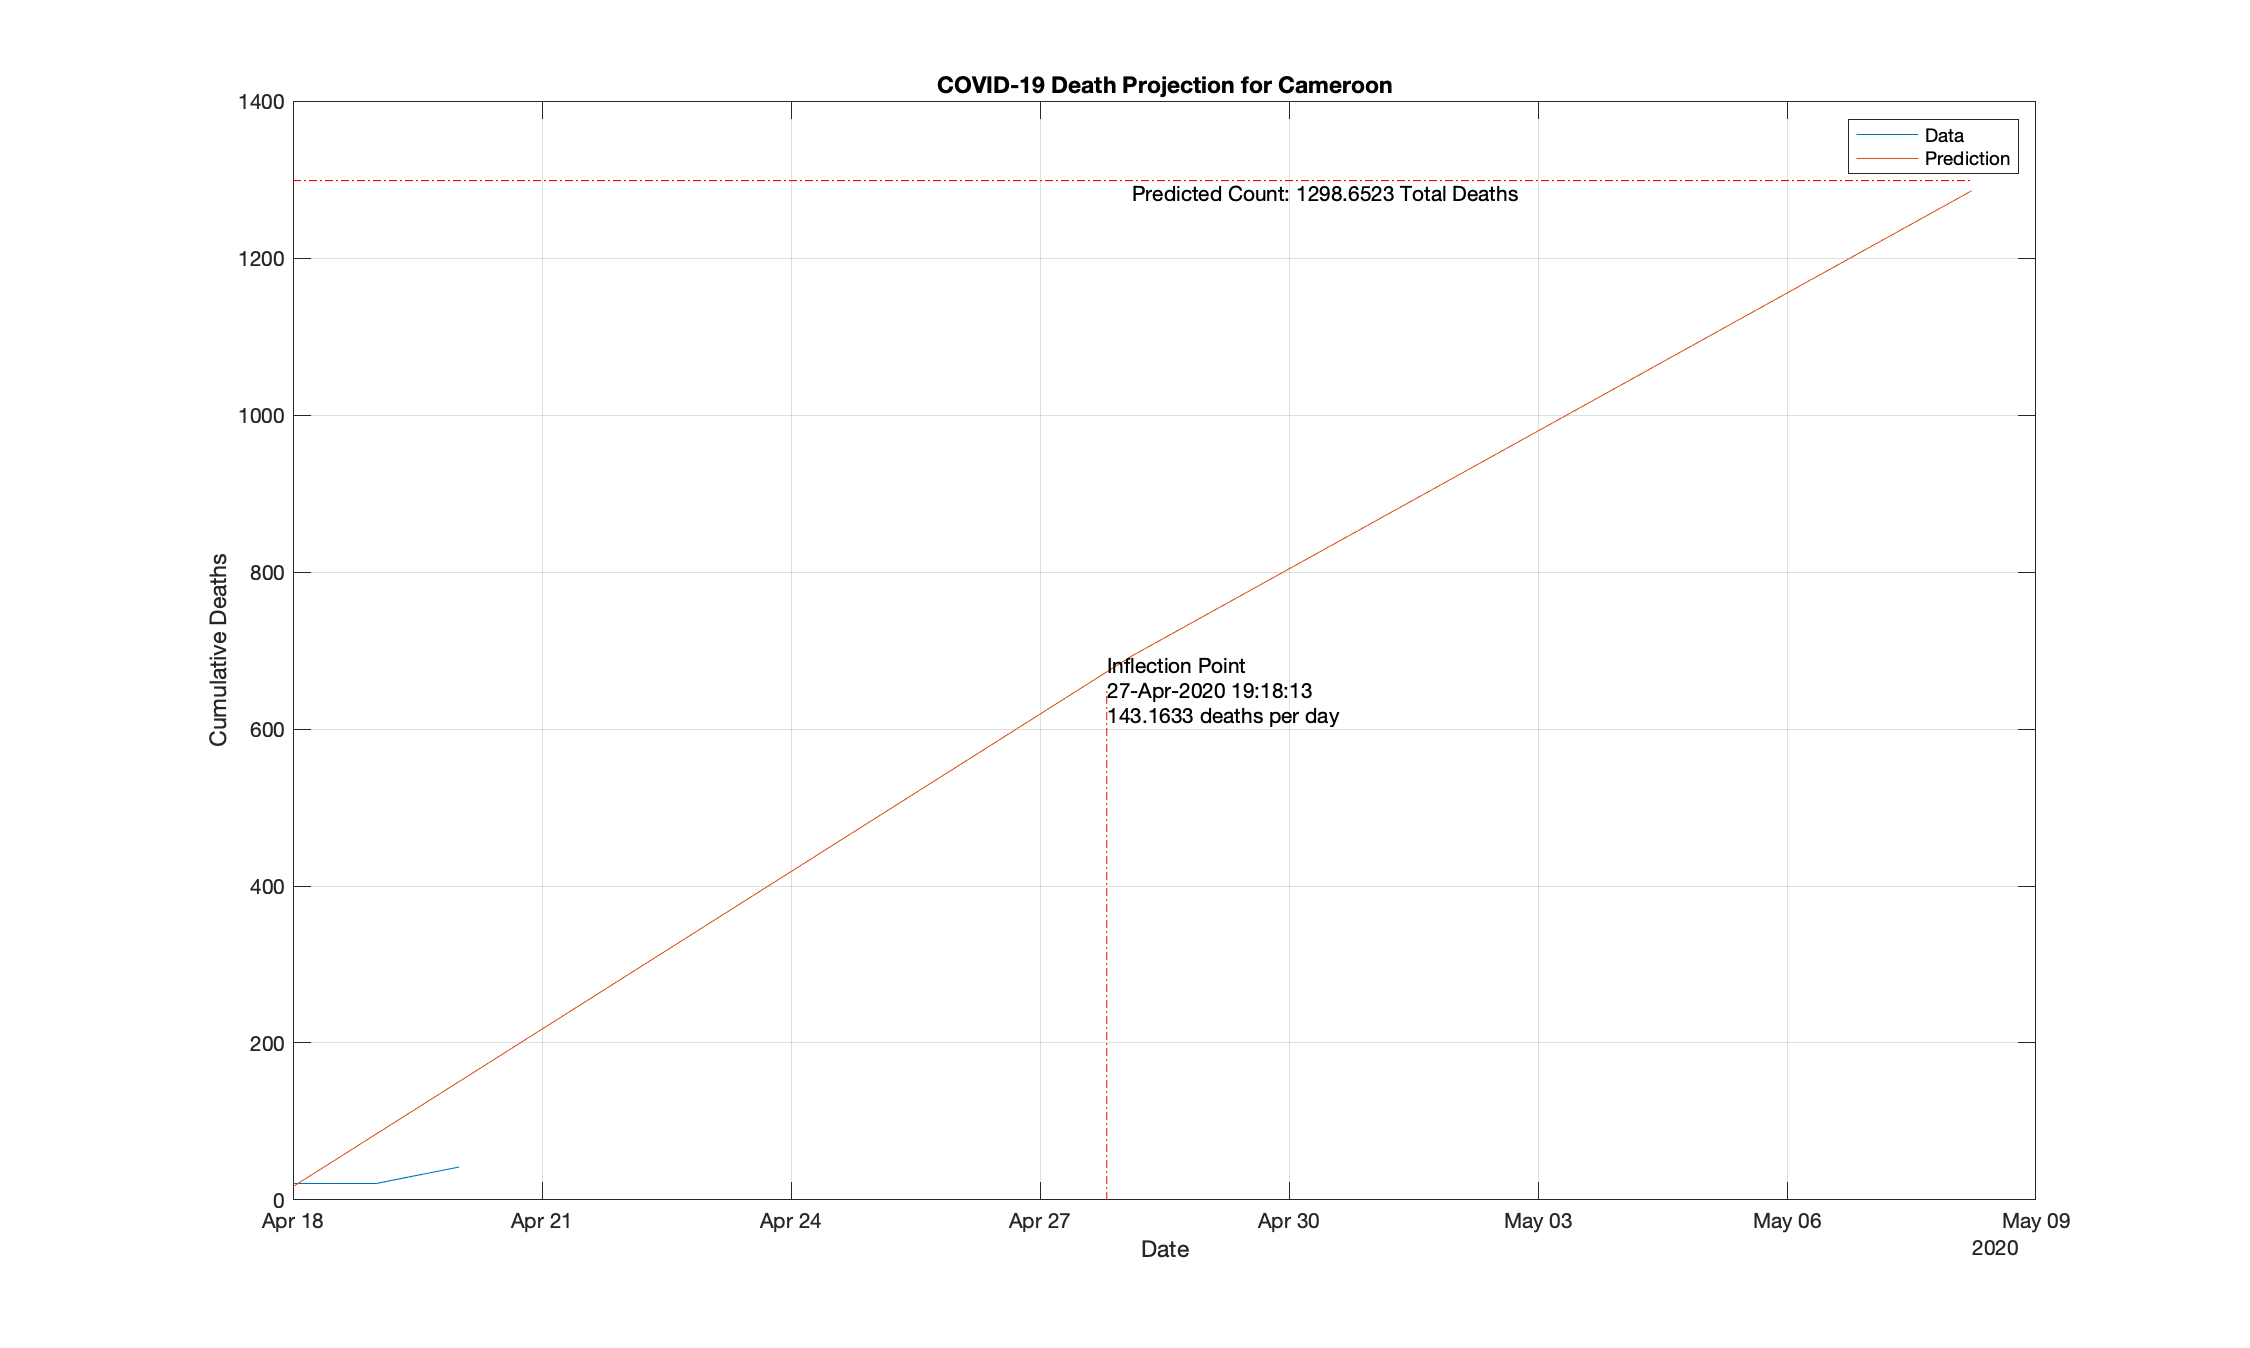 COVID-19 Death Projection for Cameroon
1400
1200
1000
800
600
400
200
0
Cumulative Deaths
Data
Prediction
Predicted Count: 1298.6523 Total Deaths
Inflection Point
27-Apr-2020 19:18:13
143.1633 deaths per day
Apr 18 Apr 21 Apr 24 Apr 27 Apr 30 May 03 May 06 May 09
Date
2020